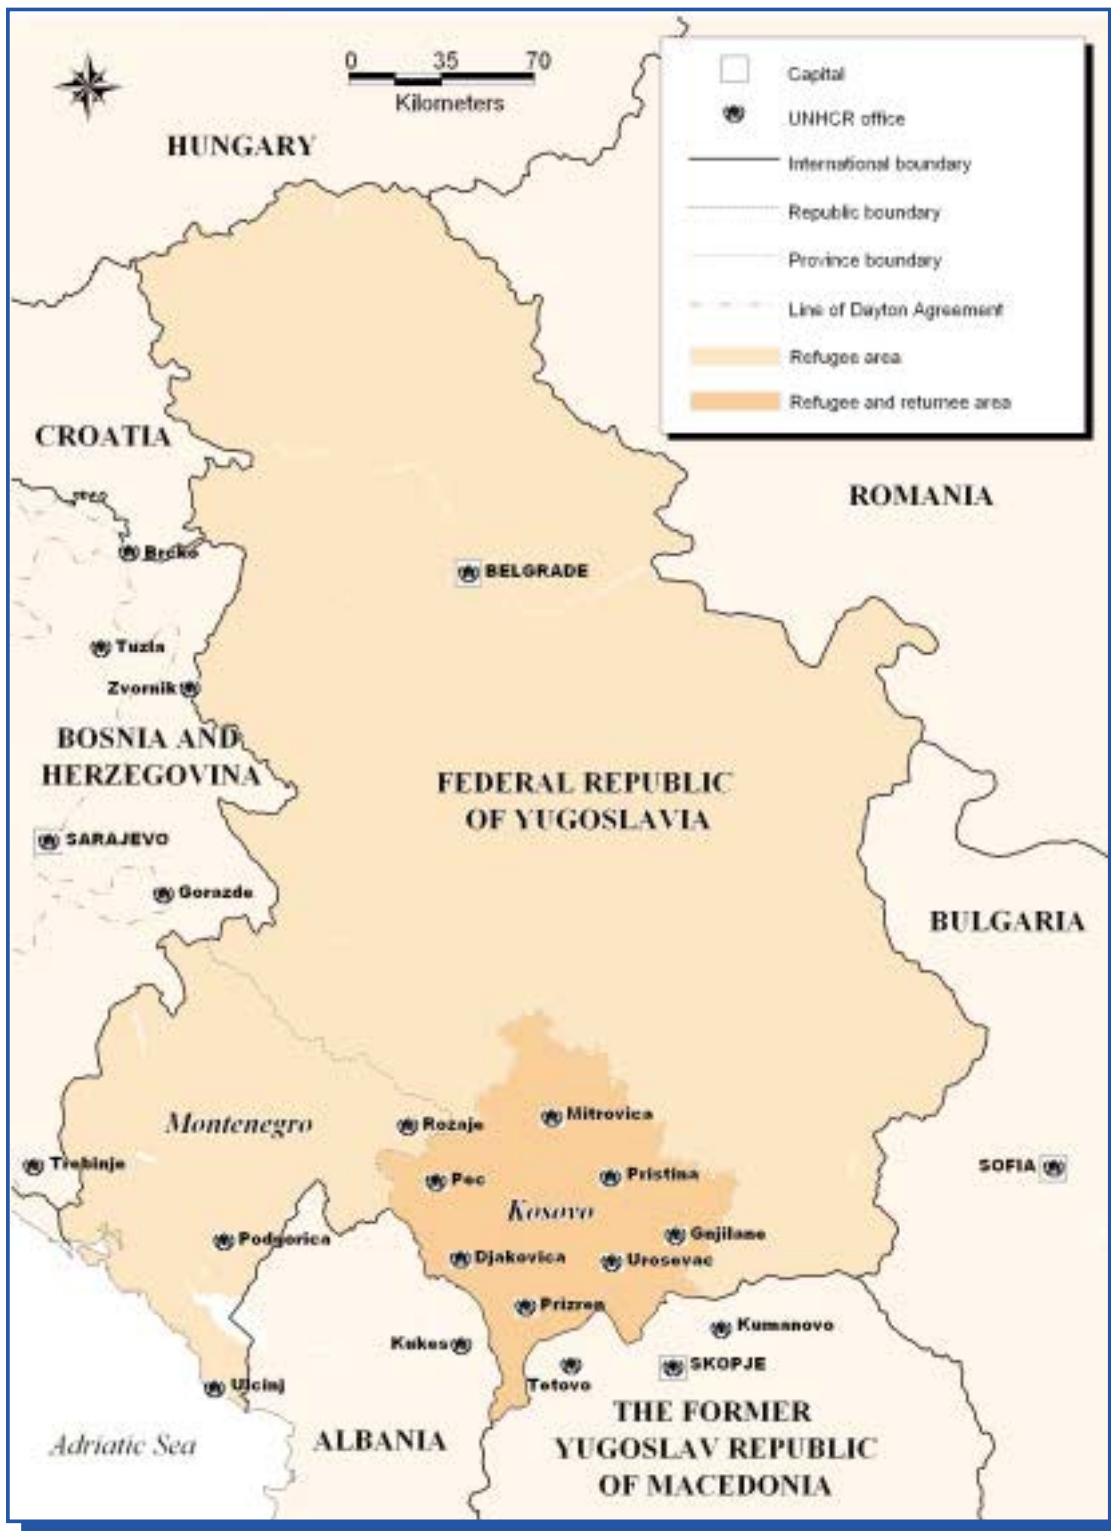 0 35 70
Kilometers
Capital
UNHCR office
International boundary
Republic boundary
Province boundary
Line of Dayton Agreement
Refugee area
Refugee and returnee area
HUNGARY
CROATIA
ROMANIA
Brcko
BELGRADE
Tuzla
Zvornik
BOSNIA AND
HERZEGOVINA
FEDERAL REPUBLIC
OF YUGOSLAVIA
SARAJEVO
Gorazde
BULGARIA
Montenegro
Rozaje
Mitrovica
Trebinje
Pec
Pristina
SOFIA
Kosovo
Podgorica
Gnjilane
Djakovica
Urosevac
Prizren
Kukes
Kumanovo
Tetovo
SKOPJE
Ulcinj
THE FORMER
YUGOSLAV REPUBLIC
OF MACEDONIA
ALBANIA
Adriatic Sea